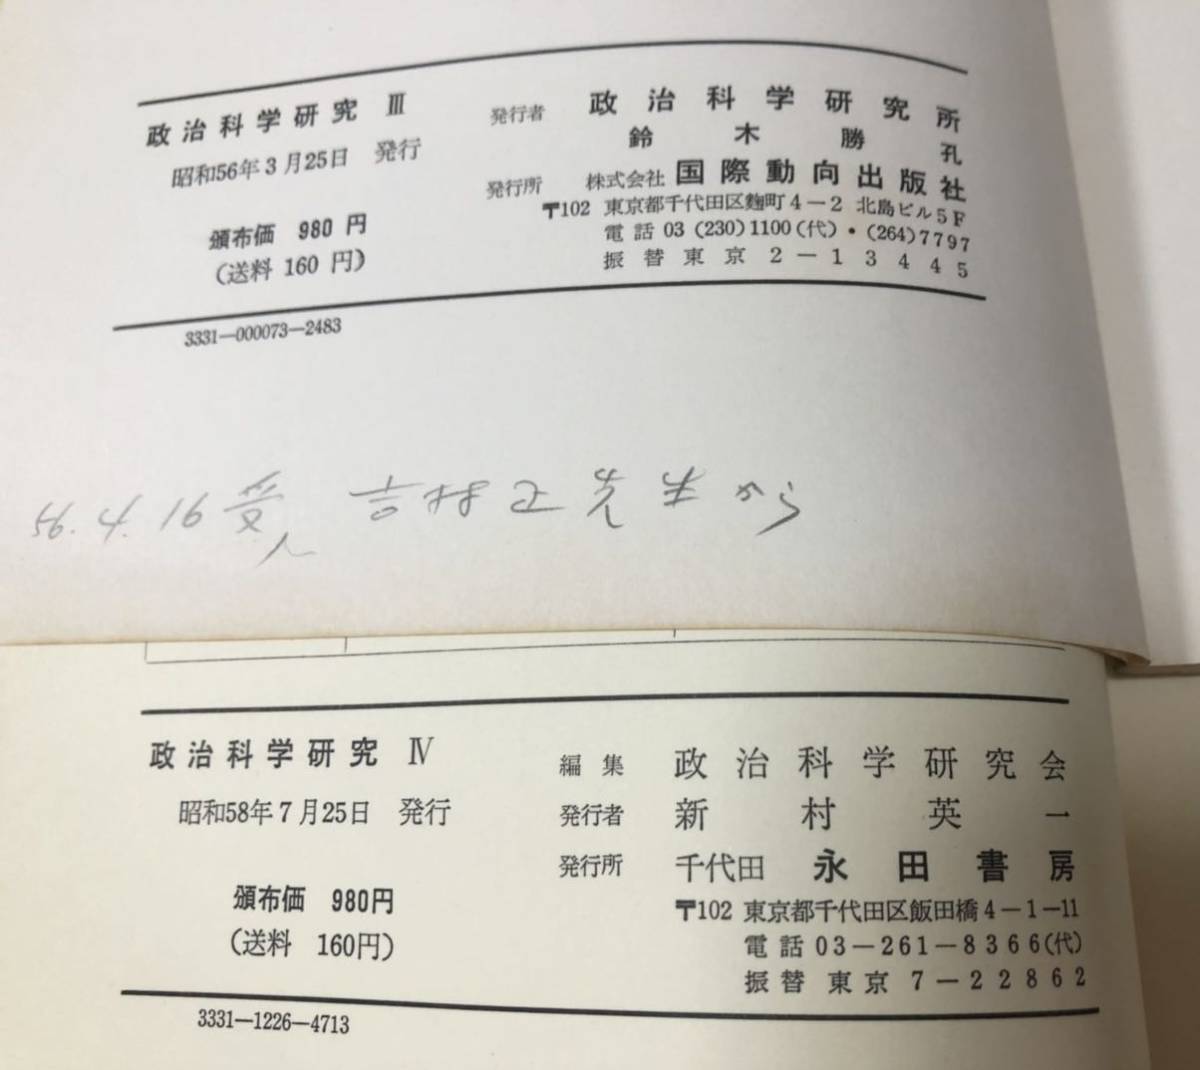 政治科学研究 Ⅲ
昭和56年3月25日 発行
頒布価 980円
(送料 160円)
発行者 政治科学研究所
鈴木勝孔
発行所 株式会社 国際動向出版社
〒102 東京都千代田区麴町4-2 北島ビル5F
電話 03 (230)1100(代)・(264)7797
振替東京2-13445
3331-000073-2483
56.4.16 受 吉村正先生から
政治科学研究 Ⅳ
昭和58年7月25日 発行
頒布価 980円
(送料 160円)
編集 政治科学研究会
発行者 新村英一
発行所 千代田 永田書房
〒102 東京都千代田区飯田橋4-1-11
電話 03-261-8366(代)
振替 東京 7-22862
3331-1226-4713